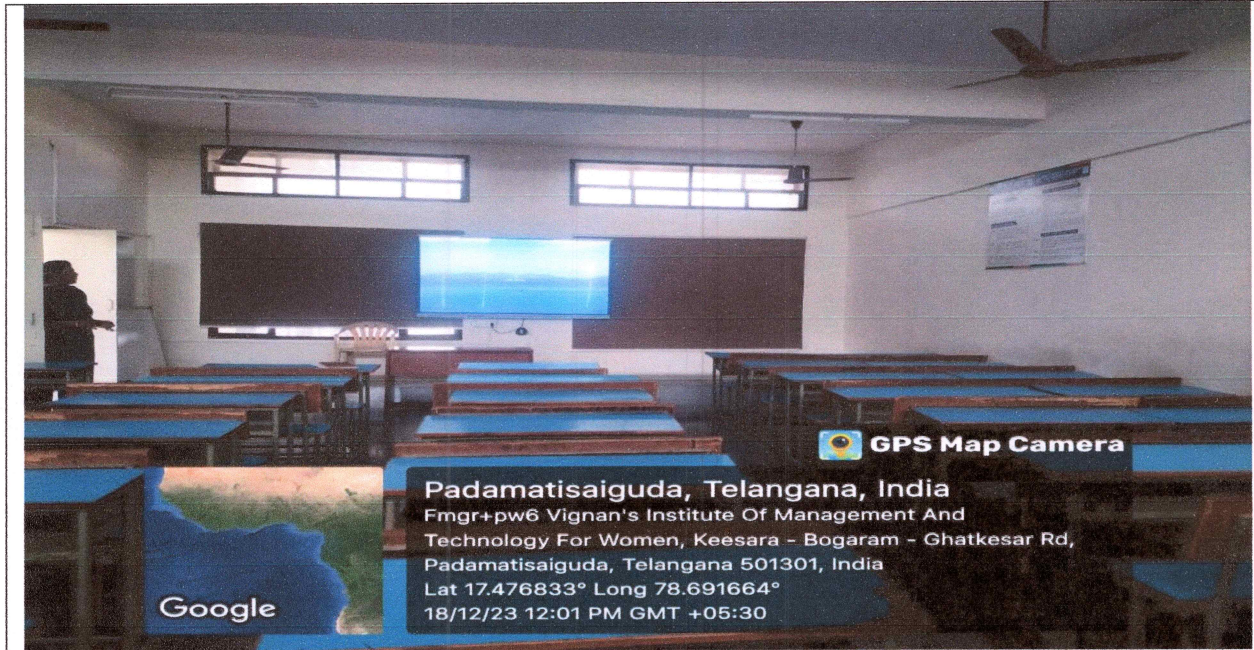 GPS Map Camera
Padamatisaiguda, Telangana, India
Fmgr+pw6 Vignan's Institute Of Management And
Technology For Women, Keesara - Bogaram - Ghatkesar Rd,
Padamatisaiguda, Telangana 501301, India
Lat 17.476833° Long 78.691664°
18/12/23 12:01 PM GMT +05:30
Google